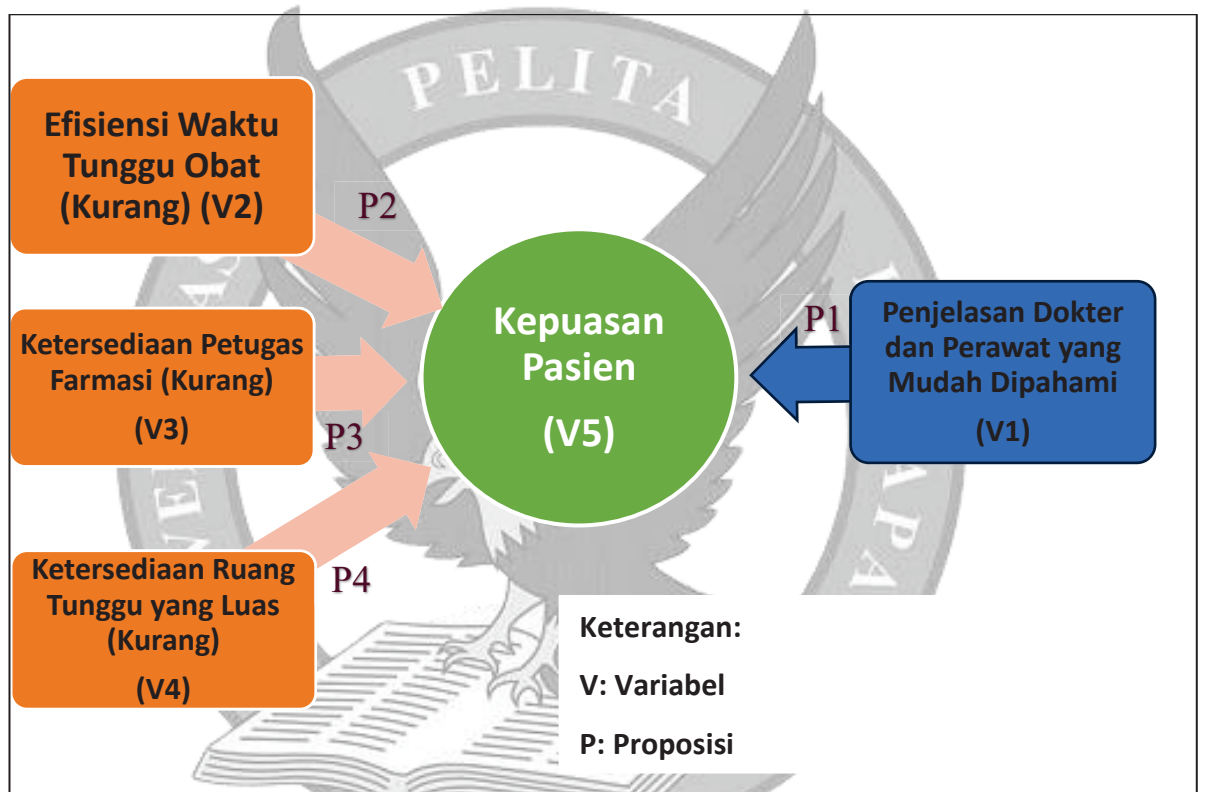 PELITA
HARAPAN
Efisiensi Waktu
Tunggu Obat
(Kurang) (V2)
P2
Ketersediaan Petugas
Farmasi (Kurang)
(V3)
P3
Ketersediaan Ruang
Tunggu yang Luas
(Kurang)
(V4)
P4
Kepuasan
Pasien
(V5)
P1
Penjelasan Dokter
dan Perawat yang
Mudah Dipahami
(V1)
Keterangan:
V: Variabel
P: Proposisi